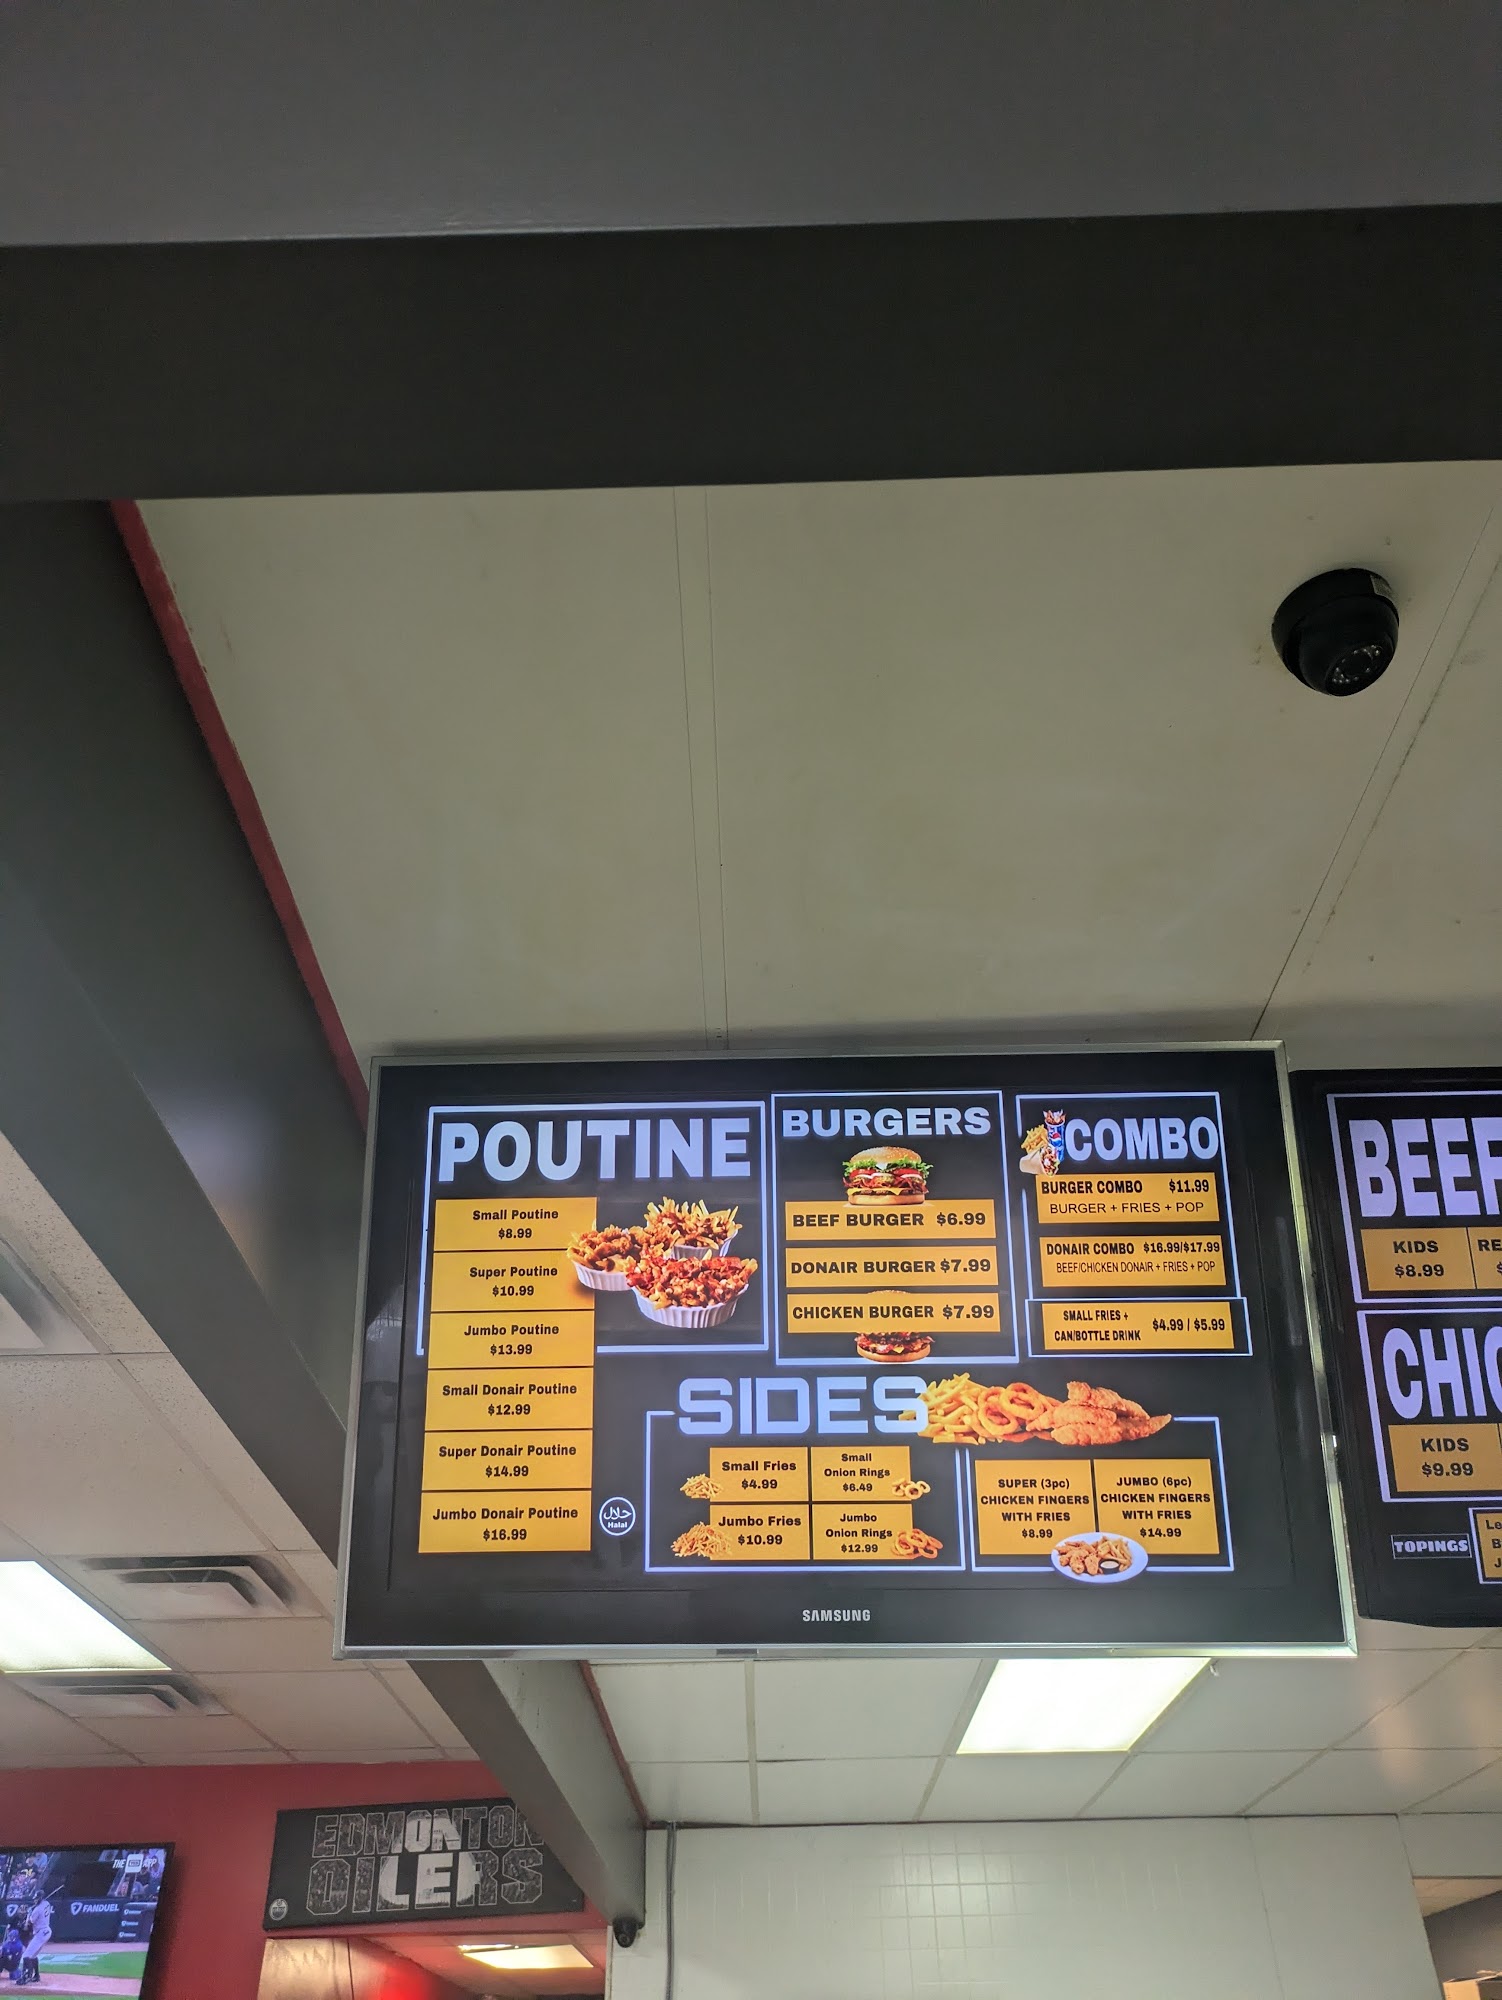 POUTINE
Small Poutine
$8.99
Super Poutine
$10.99
Jumbo Poutine
$13.99
Small Donair Poutine
$12.99
Super Donair Poutine
$14.99
Jumbo Donair Poutine
$16.99
حلال
Halal
BURGERS
BEEF BURGER $6.99
DONAIR BURGER $7.99
CHICKEN BURGER $7.99
COMBO
BURGER COMBO $11.99
BURGER + FRIES + POP
DONAIR COMBO $16.99/$17.99
BEEF/CHICKEN DONAIR + FRIES + POP
SMALL FRIES +
CAN/BOTTLE DRINK
$4.99 / $5.99
SIDES
Small Fries
$4.99
Small
Onion Rings
$6.49
Jumbo Fries
$10.99
Jumbo
Onion Rings
$12.99
SUPER (3pc)
CHICKEN FINGERS
WITH FRIES
$8.99
JUMBO (6pc)
CHICKEN FINGERS
WITH FRIES
$14.99
SAMSUNG
BEEF
KIDS
$8.99
RE
$
CHIC
KIDS
$9.99
TOPINGS
Le
B
J
EDMONTON
OILERS
THE
FANDUEL